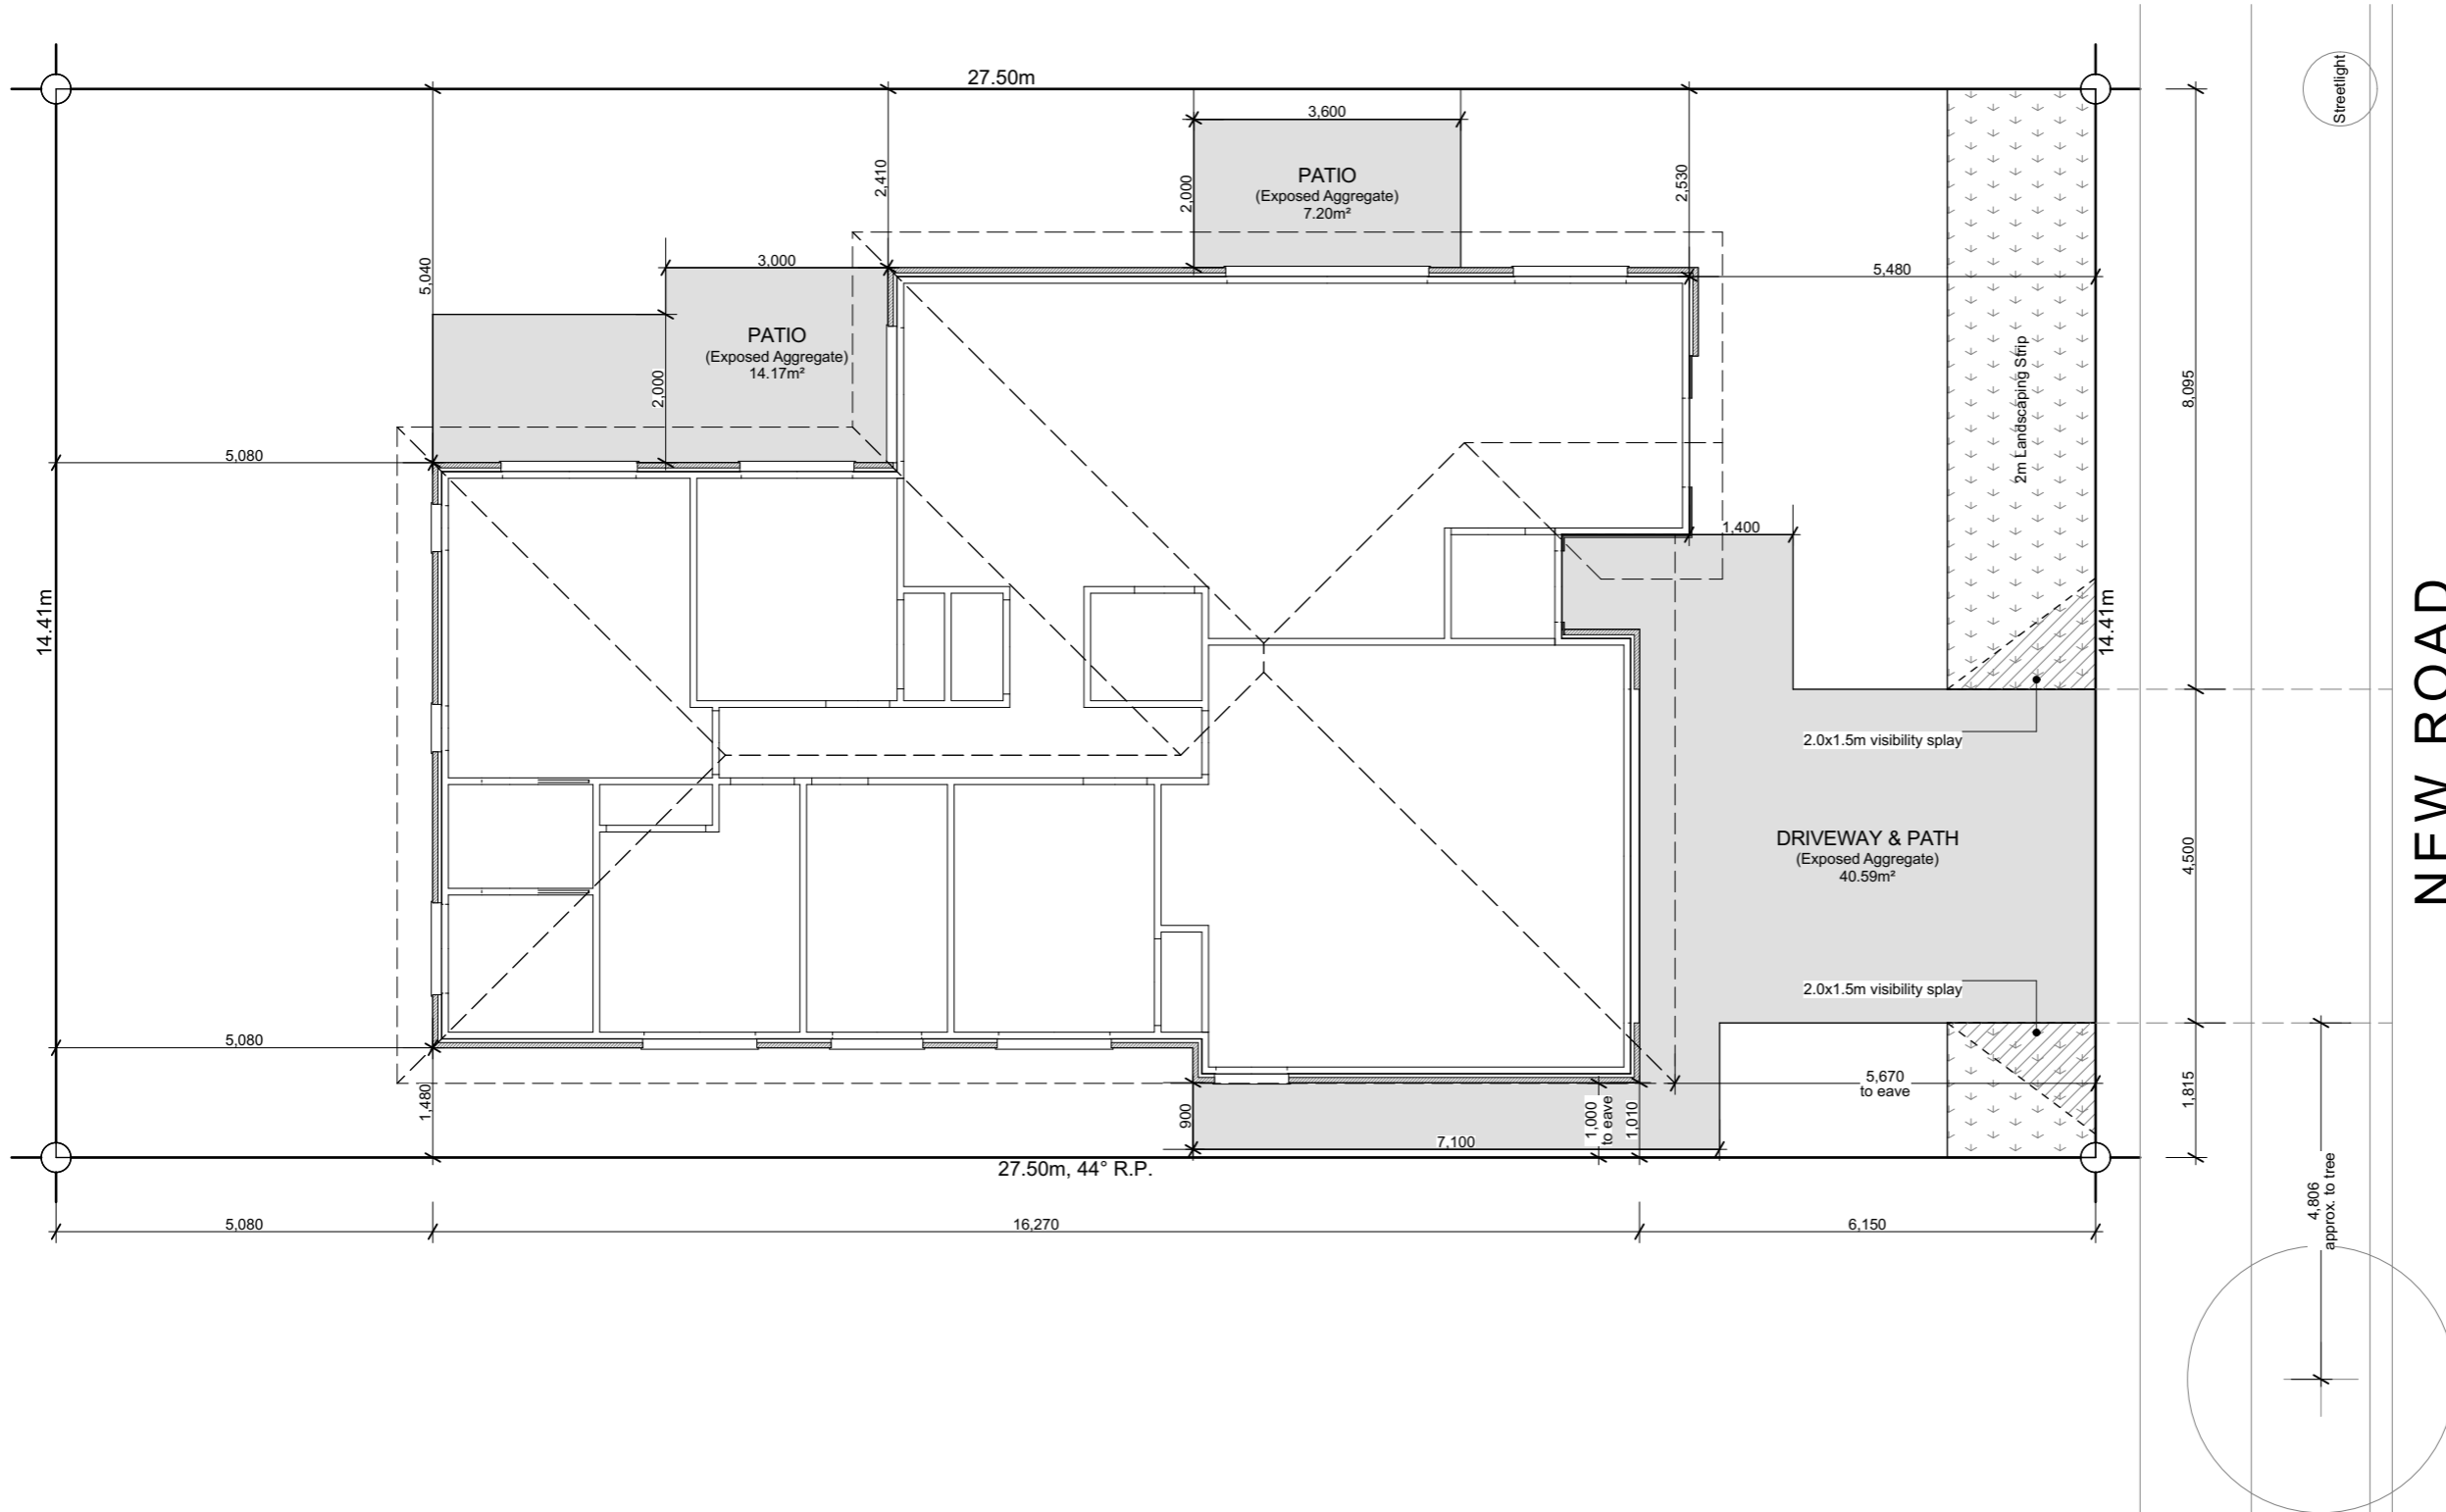 27.50m
Streetlight
3,600
PATIO
(Exposed Aggregate)
7.20m²
2,410
2,000
2,530
5,040
3,000
5,480
PATIO
(Exposed Aggregate)
14.17m²
2,000
2m Landscaping Strip
8,095
5,080
1,400
14.41m
14.41m
NEW ROAD
2.0x1.5m visibility splay
DRIVEWAY & PATH
(Exposed Aggregate)
40.59m²
4,500
2.0x1.5m visibility splay
5,080
1,480
900
1,000
to eave
1,010
5,670
to eave
1,815
7,100
27.50m, 44° R.P.
4,806
approx. to tree
5,080
16,270
6,150